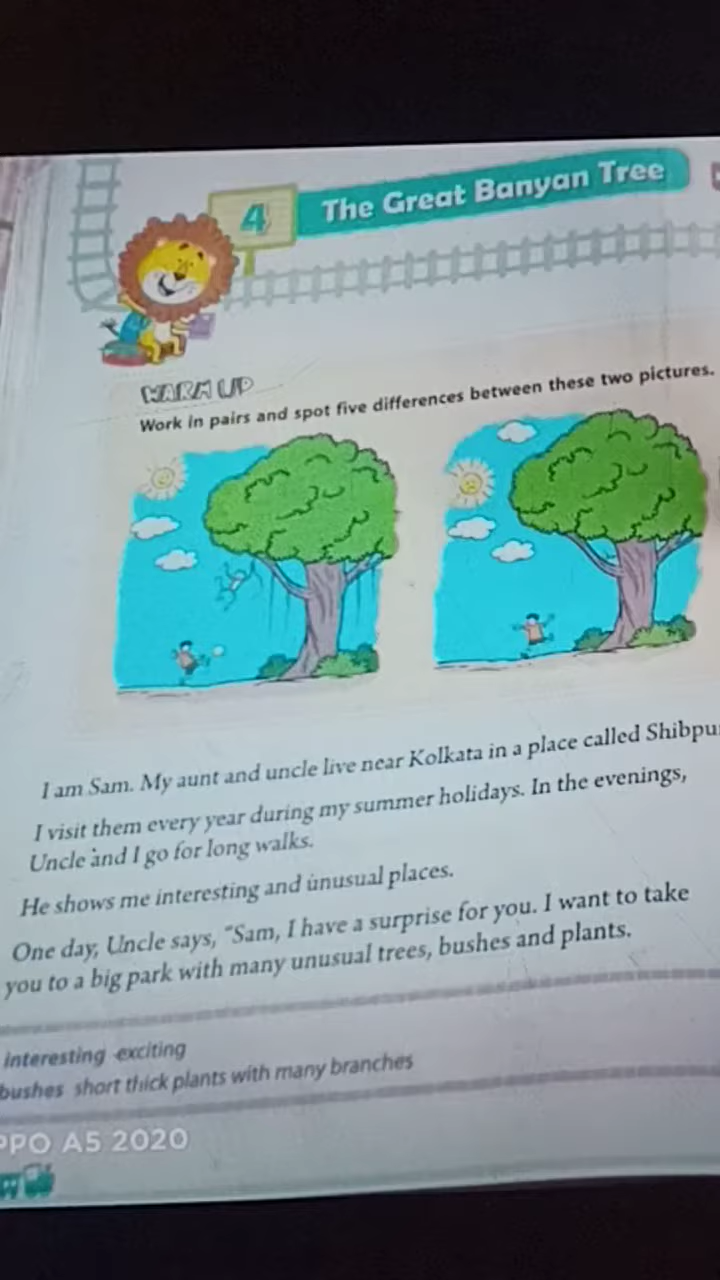 4
The Great Banyan Tree
WARM UP
Work in pairs and spot five differences between these two pictures.
I am Sam. My aunt and uncle live near Kolkata in a place called
I visit them every year during my summer holidays. In the evenings,
Uncle and I go for long walks.
He shows me interesting and unusual places.
One day, Uncle says, “Sam, I have a surprise for you. I want to take
you to a big park with many unusual trees, bushes and plants.
interesting exciting
bushes short thick plants with many branches
A5 2020